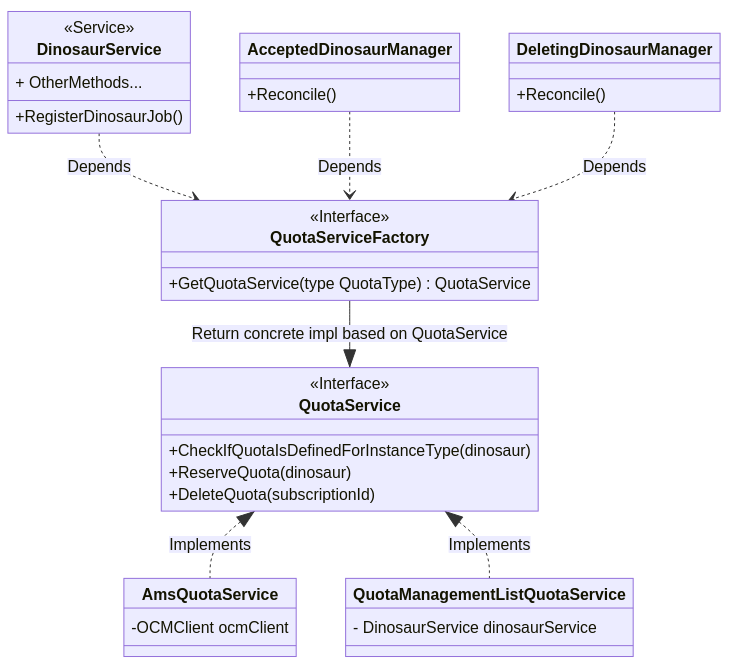 «Service»
DinosaurService
+ OtherMethods...
+RegisterDinosaurJob()
AcceptedDinosaurManager
+Reconcile()
DeletingDinosaurManager
+Reconcile()
Depends
Depends
Depends
«Interface»
QuotaServiceFactory
+GetQuotaService(type QuotaType) : QuotaService
Return concrete impl based on QuotaService
«Interface»
QuotaService
+CheckIfQuotaIsDefinedForInstanceType(dinosaur)
+ReserveQuota(dinosaur)
+DeleteQuota(subscriptionId)
Implements
Implements
AmsQuotaService
-OCMClient ocmClient
QuotaManagementListQuotaService
- DinosaurService dinosaurService